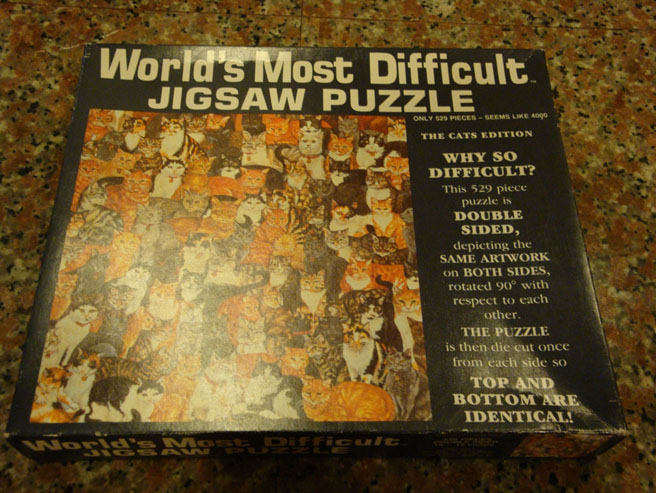 World's Most Difficult™
JIGSAW PUZZLE
ONLY 529 PIECES – SEEMS LIKE 4000
THE CATS EDITION
WHY SO
DIFFICULT?
This 529 piece
puzzle is
DOUBLE
SIDED,
depicting the
SAME ARTWORK
on BOTH SIDES,
rotated 90° with
respect to each
other.
THE PUZZLE
is then die cut once
from each side so
TOP AND
BOTTOM ARE
IDENTICAL!
World's Most Difficult
JIGSAW PUZZLE